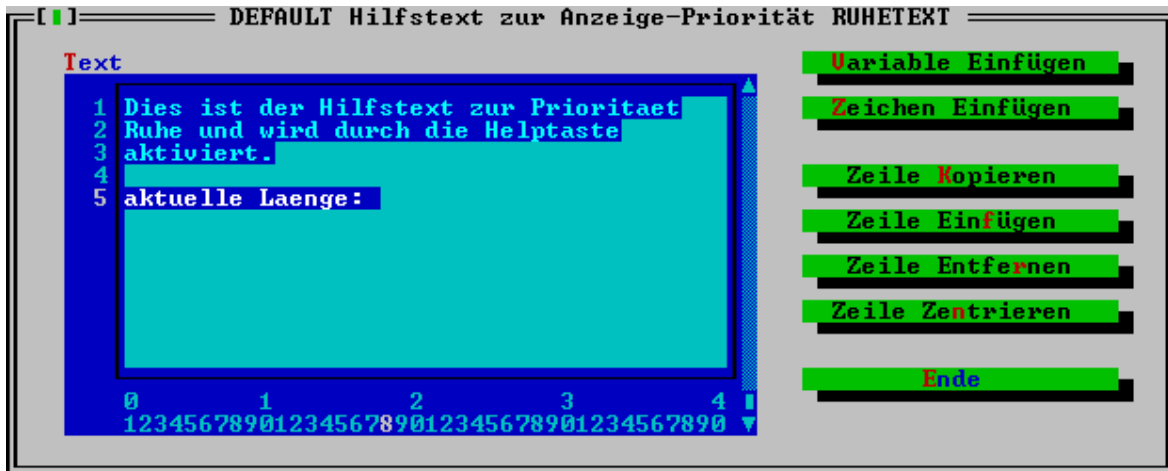 [ ] DEFAULT Hilfstext zur Anzeige-Priorität RUHETEXT
Text
1 Dies ist der Hilfstext zur Prioritaet
2 Ruhe und wird durch die Helptaste
3 aktiviert.
4
5 aktuelle Laenge:
0 1 2 3 4
1234567890123456789012345678901234567890
Variable Einfügen
Zeichen Einfügen
Zeile Kopieren
Zeile Einfügen
Zeile Entfernen
Zeile Zentrieren
Ende